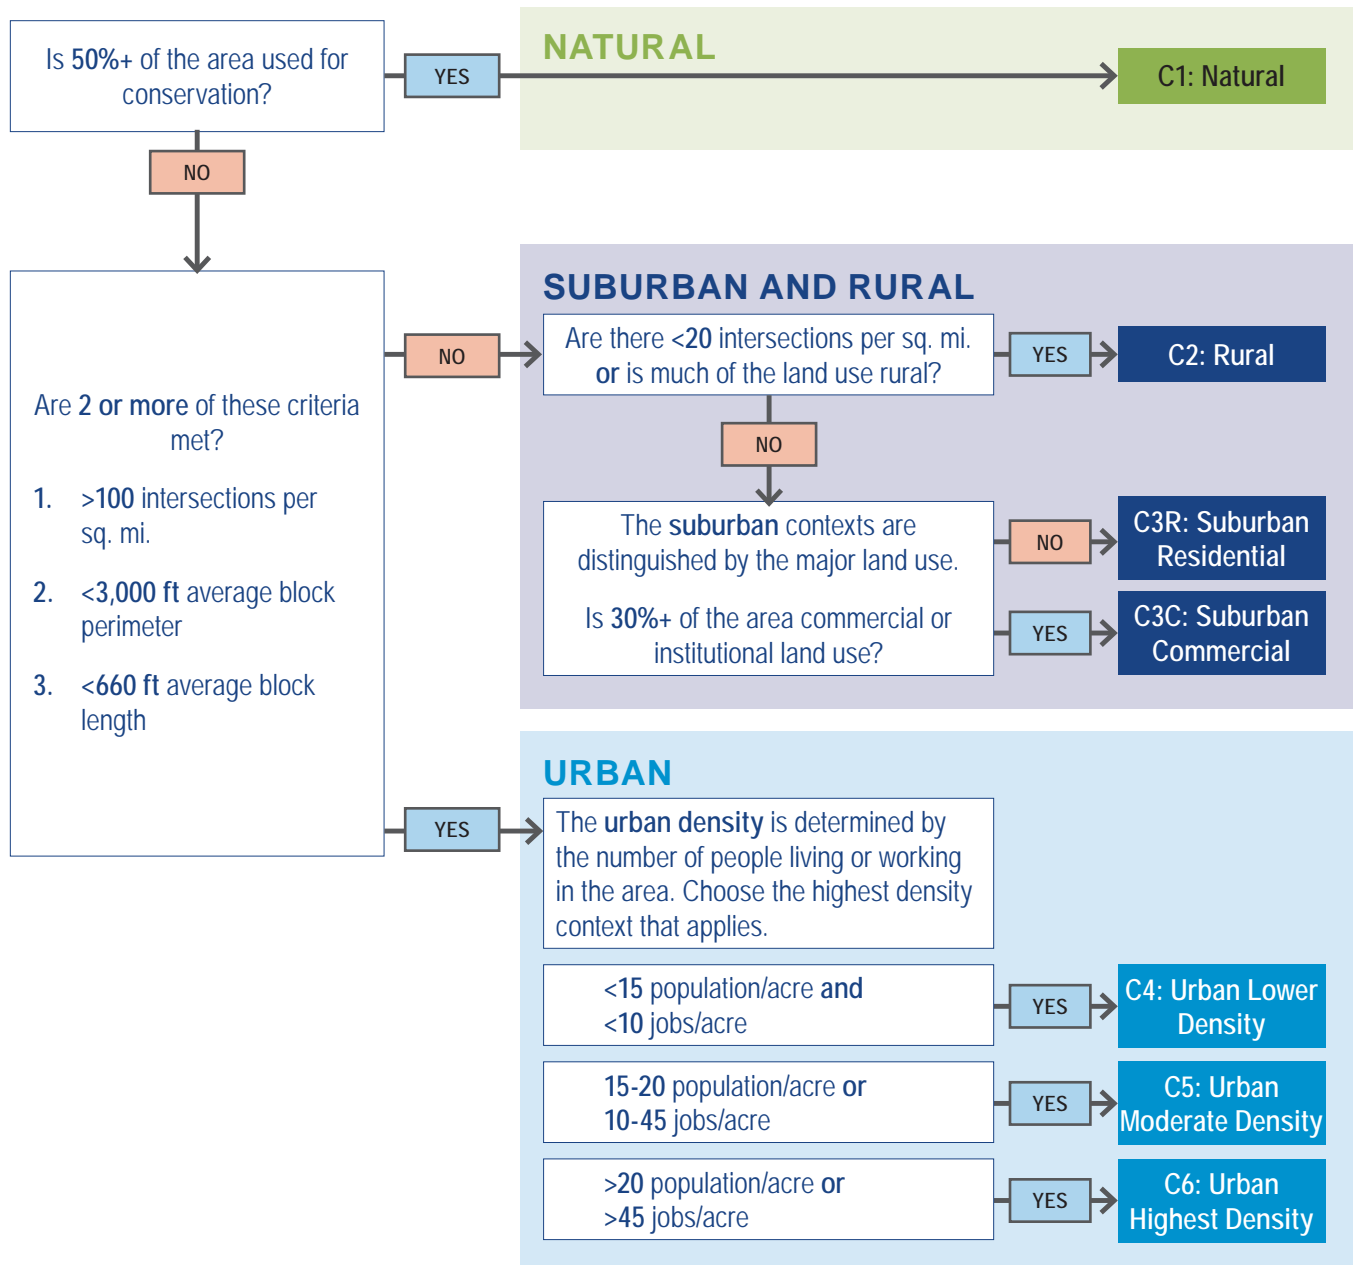 Is 50%+ of the area used for
conservation?
YES
NATURAL
C1: Natural
NO
Are 2 or more of these criteria
met?
1. >100 intersections per
sq. mi.
2. <3,000 ft average block
perimeter
3. <660 ft average block
length
NO
SUBURBAN AND RURAL
Are there <20 intersections per sq. mi.
or is much of the land use rural?
YES
C2: Rural
NO
The suburban contexts are
distinguished by the major land use.
Is 30%+ of the area commercial or
institutional land use?
NO
C3R: Suburban
Residential
YES
C3C: Suburban
Commercial
YES
URBAN
The urban density is determined by
the number of people living or working
in the area. Choose the highest density
context that applies.
<15 population/acre and
<10 jobs/acre
YES
C4: Urban Lower
Density
15-20 population/acre or
10-45 jobs/acre
YES
C5: Urban
Moderate Density
>20 population/acre or
>45 jobs/acre
YES
C6: Urban
Highest Density